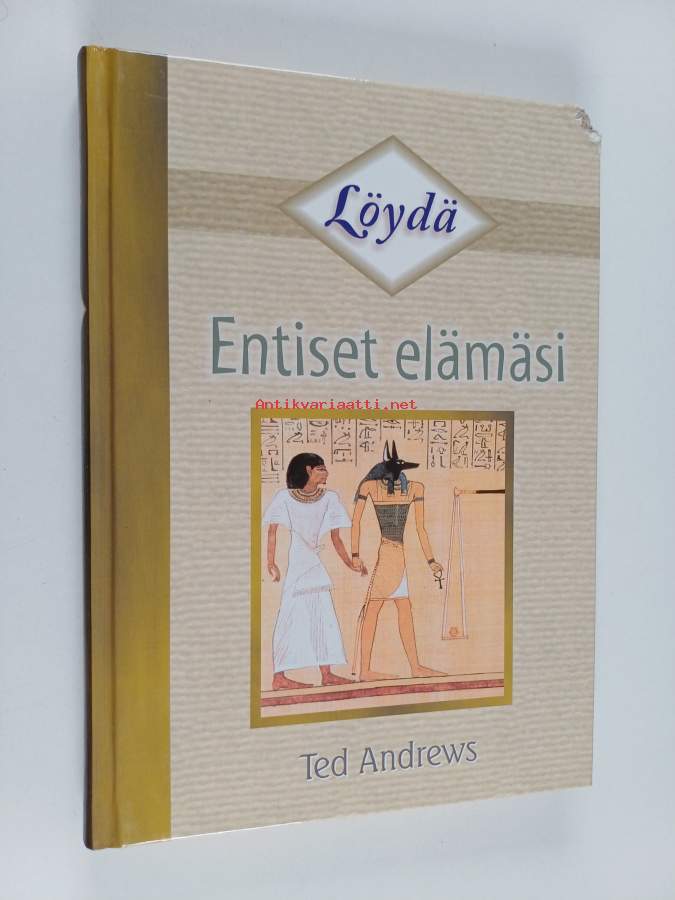 Löydä
Entiset elämäsi
Antikvariaatti.net
Ted Andrews